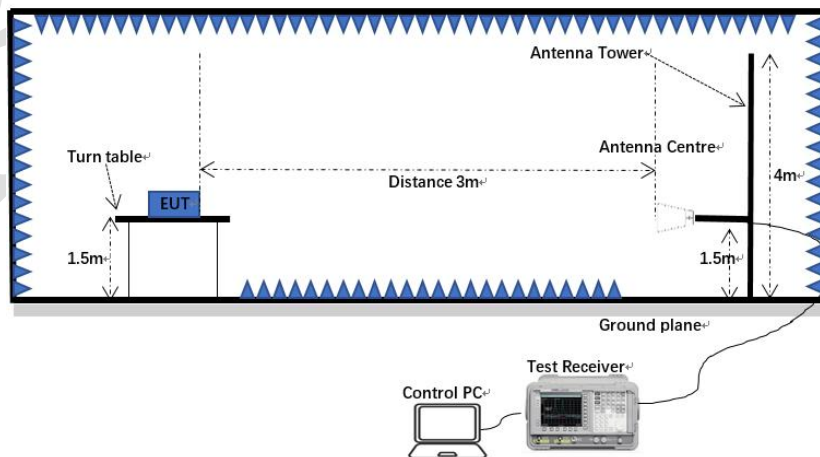 Antenna Tower
Turn table
Antenna Centre
Distance 3m
4m
EUT
1.5m
1.5m
Ground plane
Test Receiver
Control PC